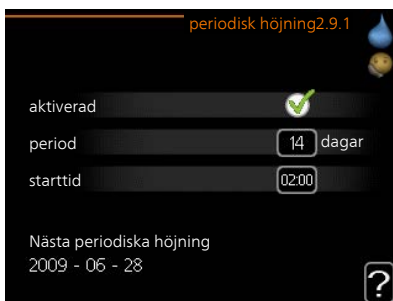 periodisk höjning2.9.1
aktiverad
period 14 dagar
starttid 02:00
Nästa periodiska höjning
2009 - 06 - 28
?